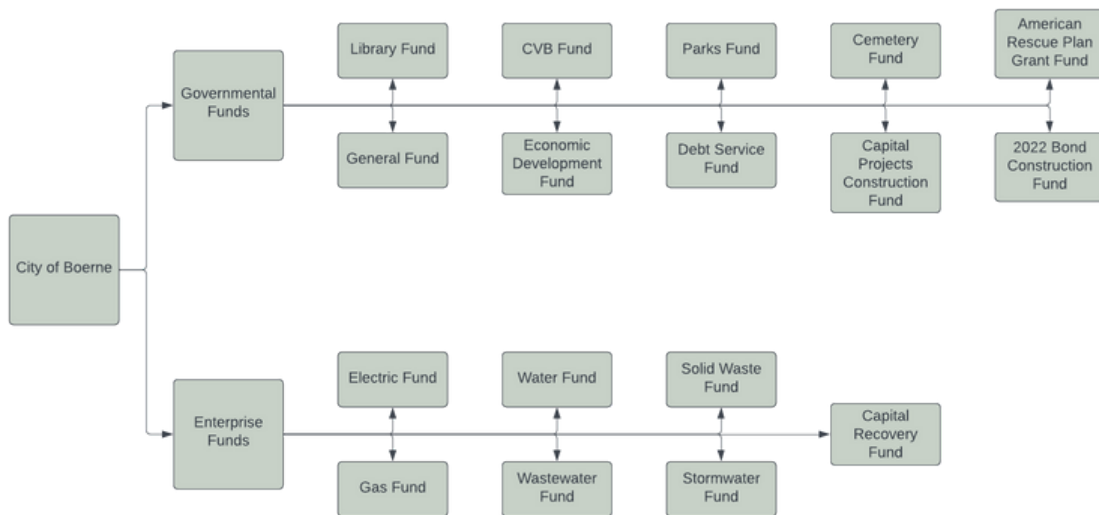 Library Fund
CVB Fund
Parks Fund
Cemetery
Fund
American
Rescue Plan
Grant Fund
Governmental
Funds
General Fund
Economic
Development
Fund
Debt Service
Fund
Capital
Projects
Construction
Fund
2022 Bond
Construction
Fund
City of Boerne
Electric Fund
Water Fund
Solid Waste
Fund
Enterprise
Funds
Capital
Recovery
Fund
Gas Fund
Wastewater
Fund
Stormwater
Fund